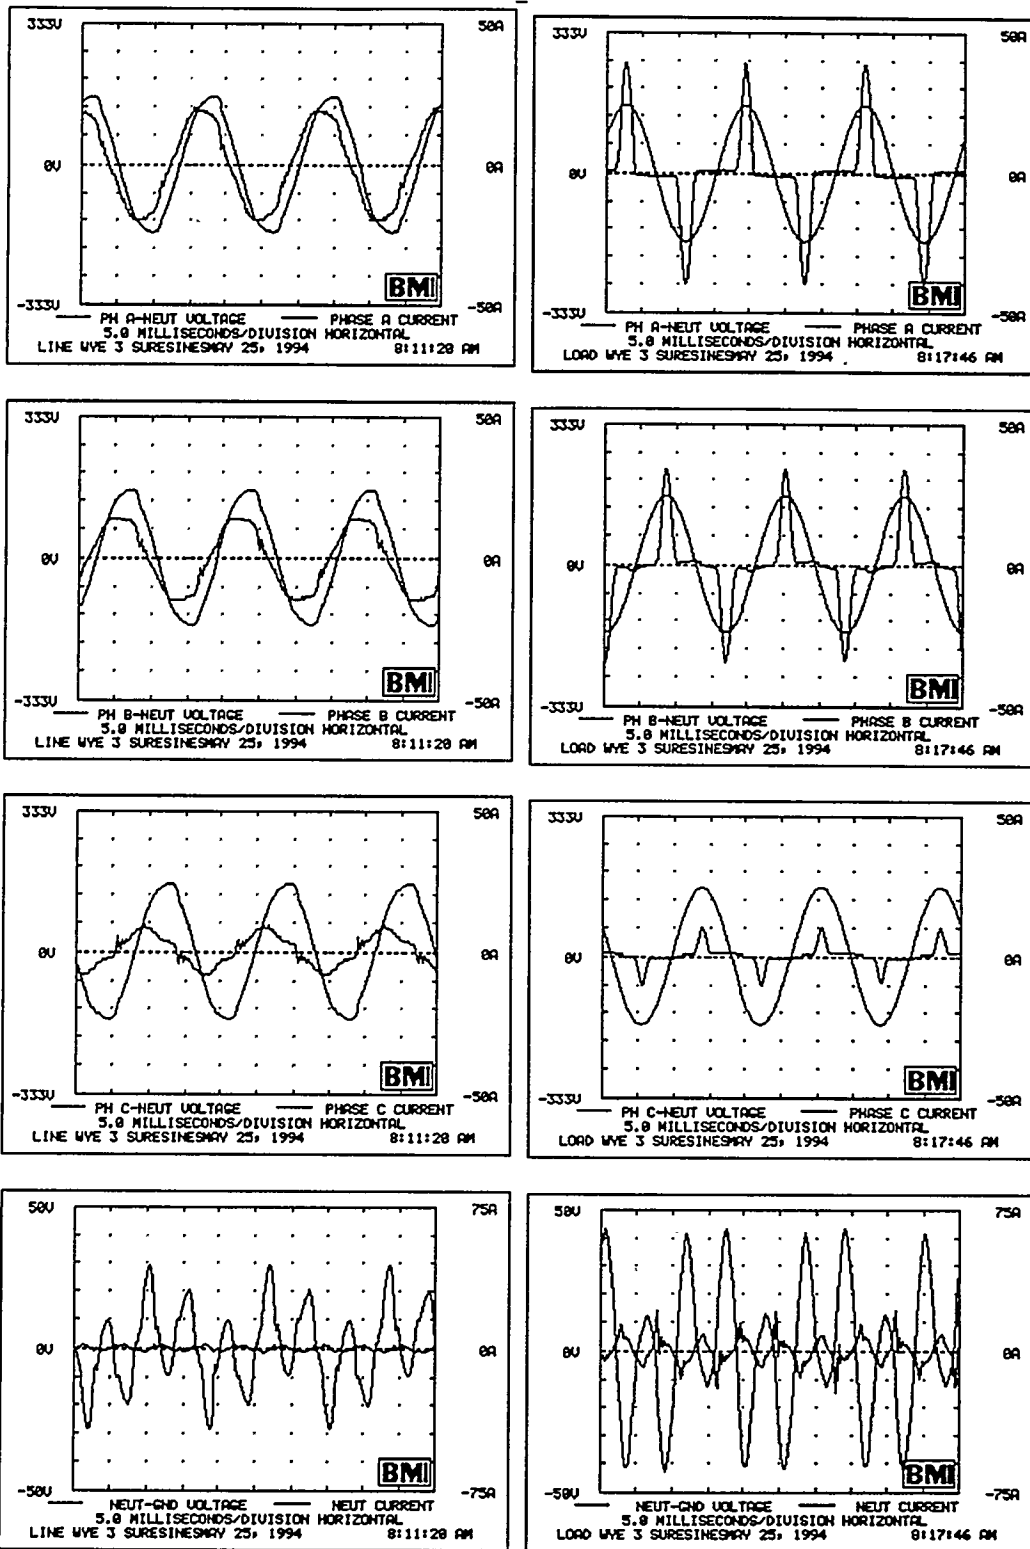 333V 50A
0V 0A
BMI
-333V -50A
PH A-NEUT VOLTAGE PHASE A CURRENT
5.0 MILLISECONDS/DIVISION HORIZONTAL
LINE WYE 3 SURESINESMAY 25, 1994 8:11:20 AM
333V 50A
0V 0A
BMI
-333V -50A
PH A-NEUT VOLTAGE PHASE A CURRENT
5.0 MILLISECONDS/DIVISION HORIZONTAL
LOAD WYE 3 SURESINESMAY 25, 1994 8:17:46 AM
333V 50A
0V 0A
BMI
-333V -50A
PH B-NEUT VOLTAGE PHASE B CURRENT
5.0 MILLISECONDS/DIVISION HORIZONTAL
LINE WYE 3 SURESINESMAY 25, 1994 8:11:20 AM
333V 50A
0V 0A
BMI
-333V -50A
PH B-NEUT VOLTAGE PHASE B CURRENT
5.0 MILLISECONDS/DIVISION HORIZONTAL
LOAD WYE 3 SURESINESMAY 25, 1994 8:17:46 AM
333V 50A
0V 0A
BMI
-333V -50A
PH C-NEUT VOLTAGE PHASE C CURRENT
5.0 MILLISECONDS/DIVISION HORIZONTAL
LINE WYE 3 SURESINESMAY 25, 1994 8:11:20 AM
333V 50A
0V 0A
BMI
-333V -50A
PH C-NEUT VOLTAGE PHASE C CURRENT
5.0 MILLISECONDS/DIVISION HORIZONTAL
LOAD WYE 3 SURESINESMAY 25, 1994 8:17:46 AM
50V 75A
0V 0A
BMI
-50V -75A
NEUT-GND VOLTAGE NEUT CURRENT
5.0 MILLISECONDS/DIVISION HORIZONTAL
LINE WYE 3 SURESINESMAY 25, 1994 8:11:20 AM
50V 75A
0V 0A
BMI
-50V -75A
NEUT-GND VOLTAGE NEUT CURRENT
5.0 MILLISECONDS/DIVISION HORIZONTAL
LOAD WYE 3 SURESINESMAY 25, 1994 8:17:46 AM